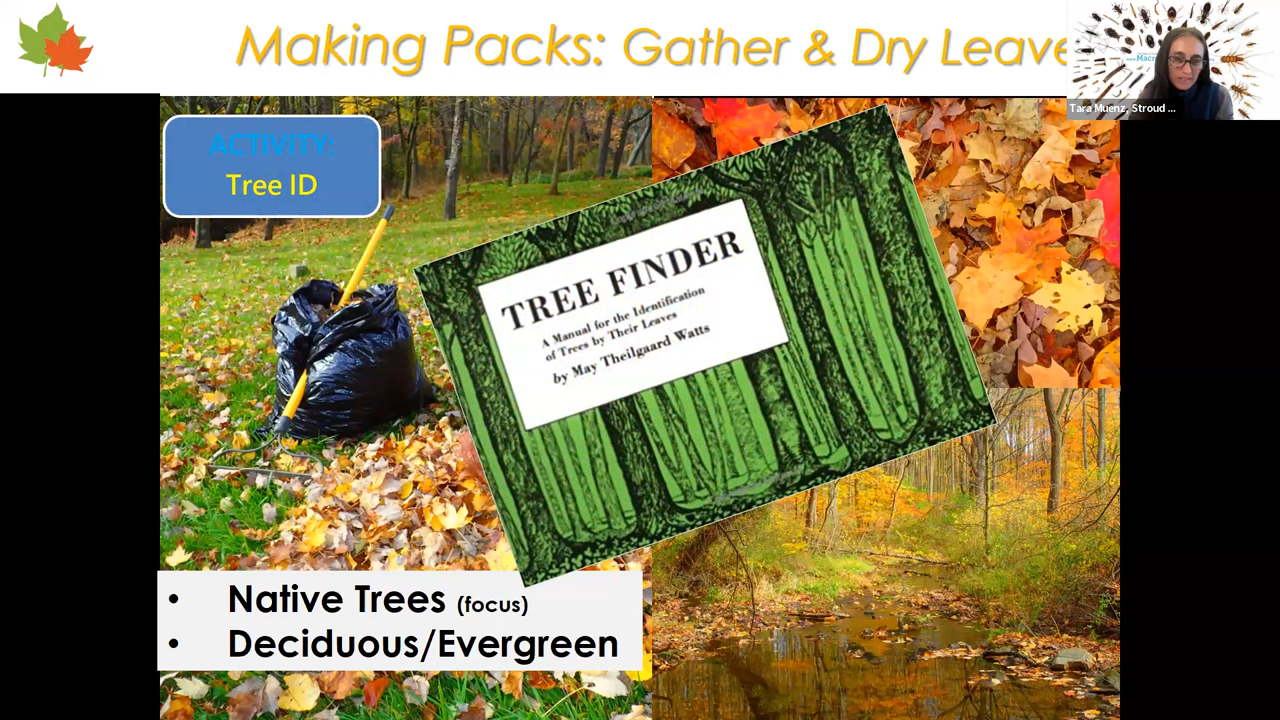 Making Packs: Gather & Dry Leave
Tara Muenz, Stroud ...
ACTIVITY:
Tree ID
TREE FINDER
A Manual for the Identification
of Trees by Their Leaves
by May Theilgaard Watts
• Native Trees (focus)
• Deciduous/Evergreen